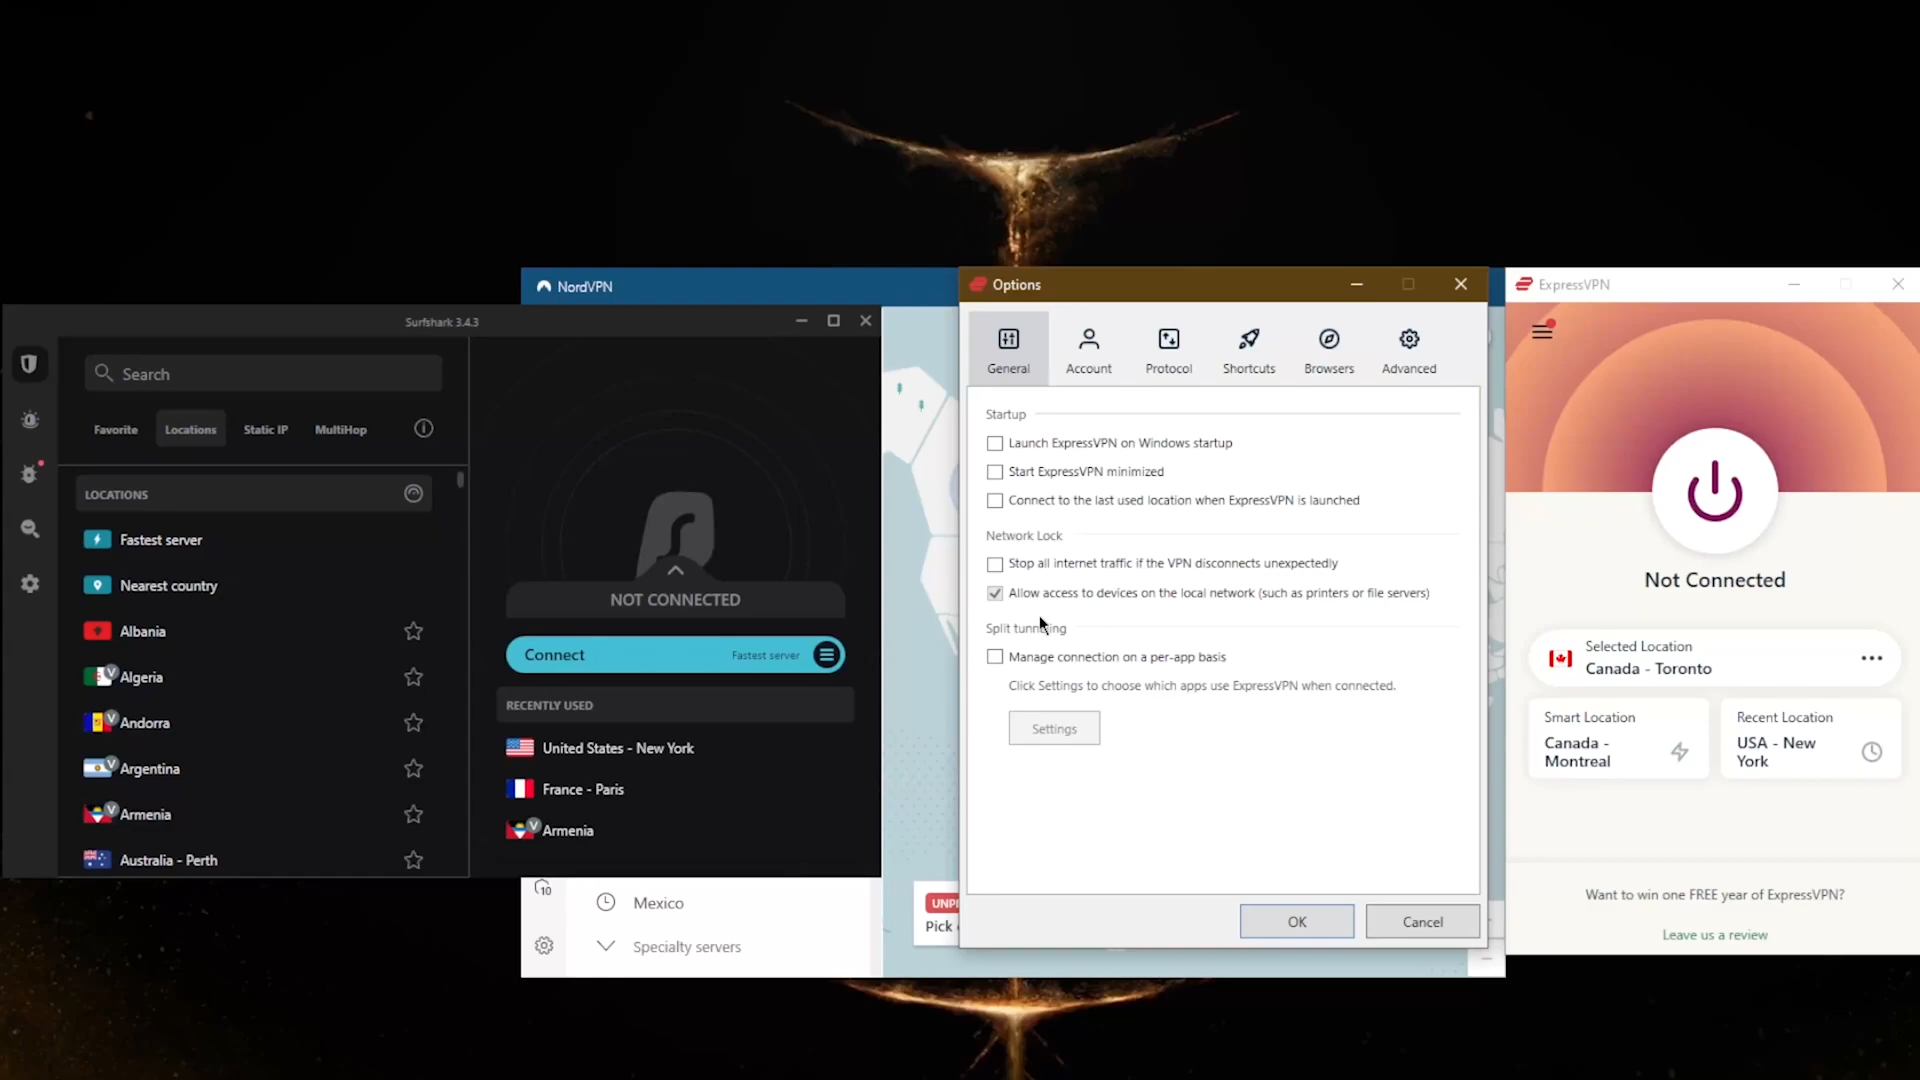 Surfshark 3.4.3
Search
Favorite
Locations
Static IP
MultiHop
LOCATIONS
Fastest server
Nearest country
Albania
V
Algeria
V
Andorra
V
Argentina
V
Armenia
Australia - Perth
NOT CONNECTED
Connect
Fastest server
RECENTLY USED
United States - New York
France - Paris
V
Armenia
NordVPN
10
Mexico
Specialty servers
Pick
Options
General
Account
Protocol
Shortcuts
Browsers
Advanced
Startup
Launch ExpressVPN on Windows startup
Start ExpressVPN minimized
Connect to the last used location when ExpressVPN is launched
Network Lock
Stop all internet traffic if the VPN disconnects unexpectedly
Allow access to devices on the local network (such as printers or file servers)
Split tunneling
Manage connection on a per-app basis
Click Settings to choose which apps use ExpressVPN when connected.
Settings
OK
Cancel
ExpressVPN
Not Connected
Selected Location
Canada - Toronto
Smart Location
Canada -
Montreal
Recent Location
USA - New
York
Want to win one FREE year of ExpressVPN?
Leave us a review